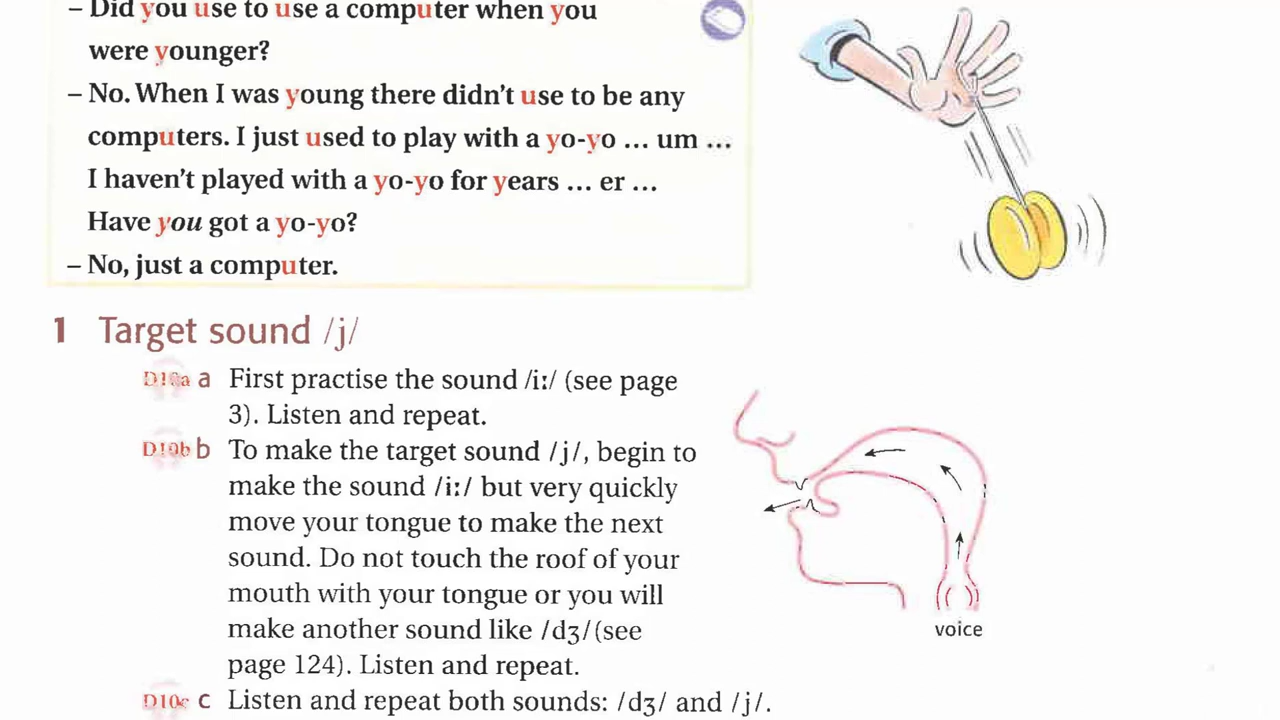 – Did you use to use a computer when you
were younger?
– No. When I was young there didn't use to be any
computers. I just used to play with a yo-yo ... um ...
I haven't played with a yo-yo for years ... er ...
Have you got a yo-yo?
– No, just a computer.
1 Target sound /j/
D10a a First practise the sound /iː/ (see page
3). Listen and repeat.
D10b b To make the target sound /j/, begin to
make the sound /iː/ but very quickly
move your tongue to make the next
sound. Do not touch the roof of your
mouth with your tongue or you will
make another sound like /dʒ/(see
page 124). Listen and repeat.
voice
D10c c Listen and repeat both sounds: /dʒ/ and /j/.